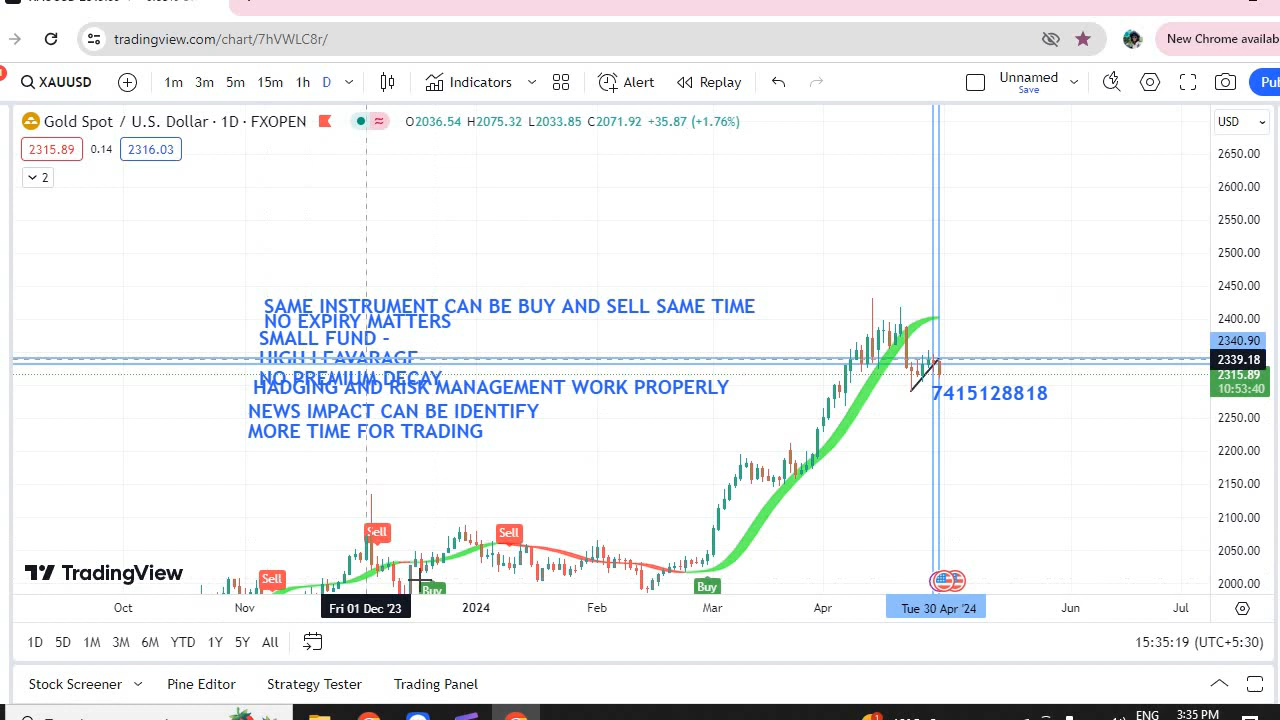 tradingview.com/chart/7hVWLC8r/
New Chrome availab
XAUUSD
1m 3m 5m 15m 1h D
Indicators
Alert
Replay
Unnamed
Save
Gold Spot / U.S. Dollar · 1D · FXOPEN
O2036.54 H2075.32 L2033.85 C2071.92 +35.87 (+1.76%)
USD
2315.89 0.14 2316.03
2
2650.00
2600.00
2550.00
2500.00
2450.00
2400.00
2340.90
2339.18
2315.89
10:53:40
2250.00
2200.00
2150.00
2100.00
2050.00
2000.00
SAME INSTRUMENT CAN BE BUY AND SELL SAME TIME
NO EXPIRY MATTERS
SMALL FUND -
HIGH LEAVARAGE
NO PREMIUM DECAY
HADGING AND RISK MANAGEMENT WORK PROPERLY
NEWS IMPACT CAN BE IDENTIFY
MORE TIME FOR TRADING
7415128818
Sell
Sell
Sell
Buy
Buy
TradingView
Oct Nov Fri 01 Dec '23 2024 Feb Mar Apr Tue 30 Apr '24 Jun Jul
1D 5D 1M 3M 6M YTD 1Y 5Y All
15:35:19 (UTC+5:30)
Stock Screener Pine Editor Strategy Tester Trading Panel
ENG
3:35 PM